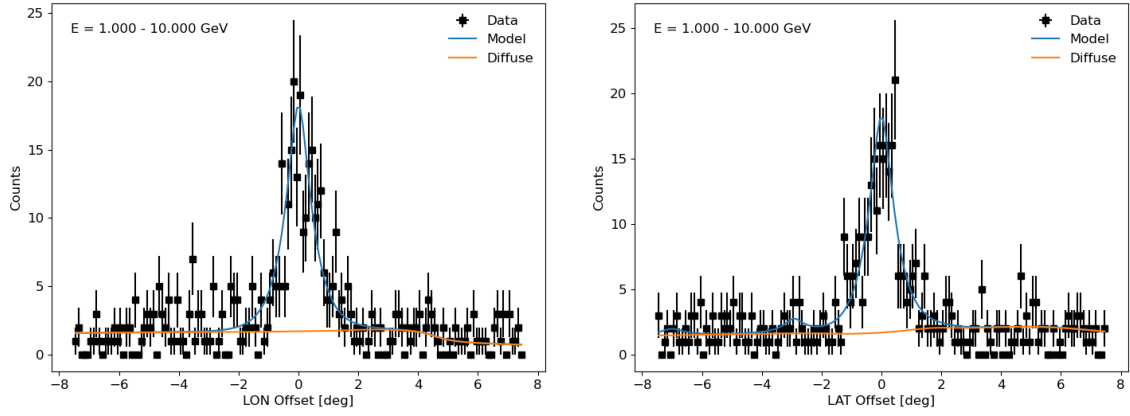 E = 1.000 - 10.000 GeV
Data
Model
Diffuse
25
20
15
10
5
0
Counts
−8 −6 −4 −2 0 2 4 6 8
LON Offset [deg]
E = 1.000 - 10.000 GeV
Data
Model
Diffuse
25
20
15
10
5
0
Counts
−8 −6 −4 −2 0 2 4 6 8
LAT Offset [deg]